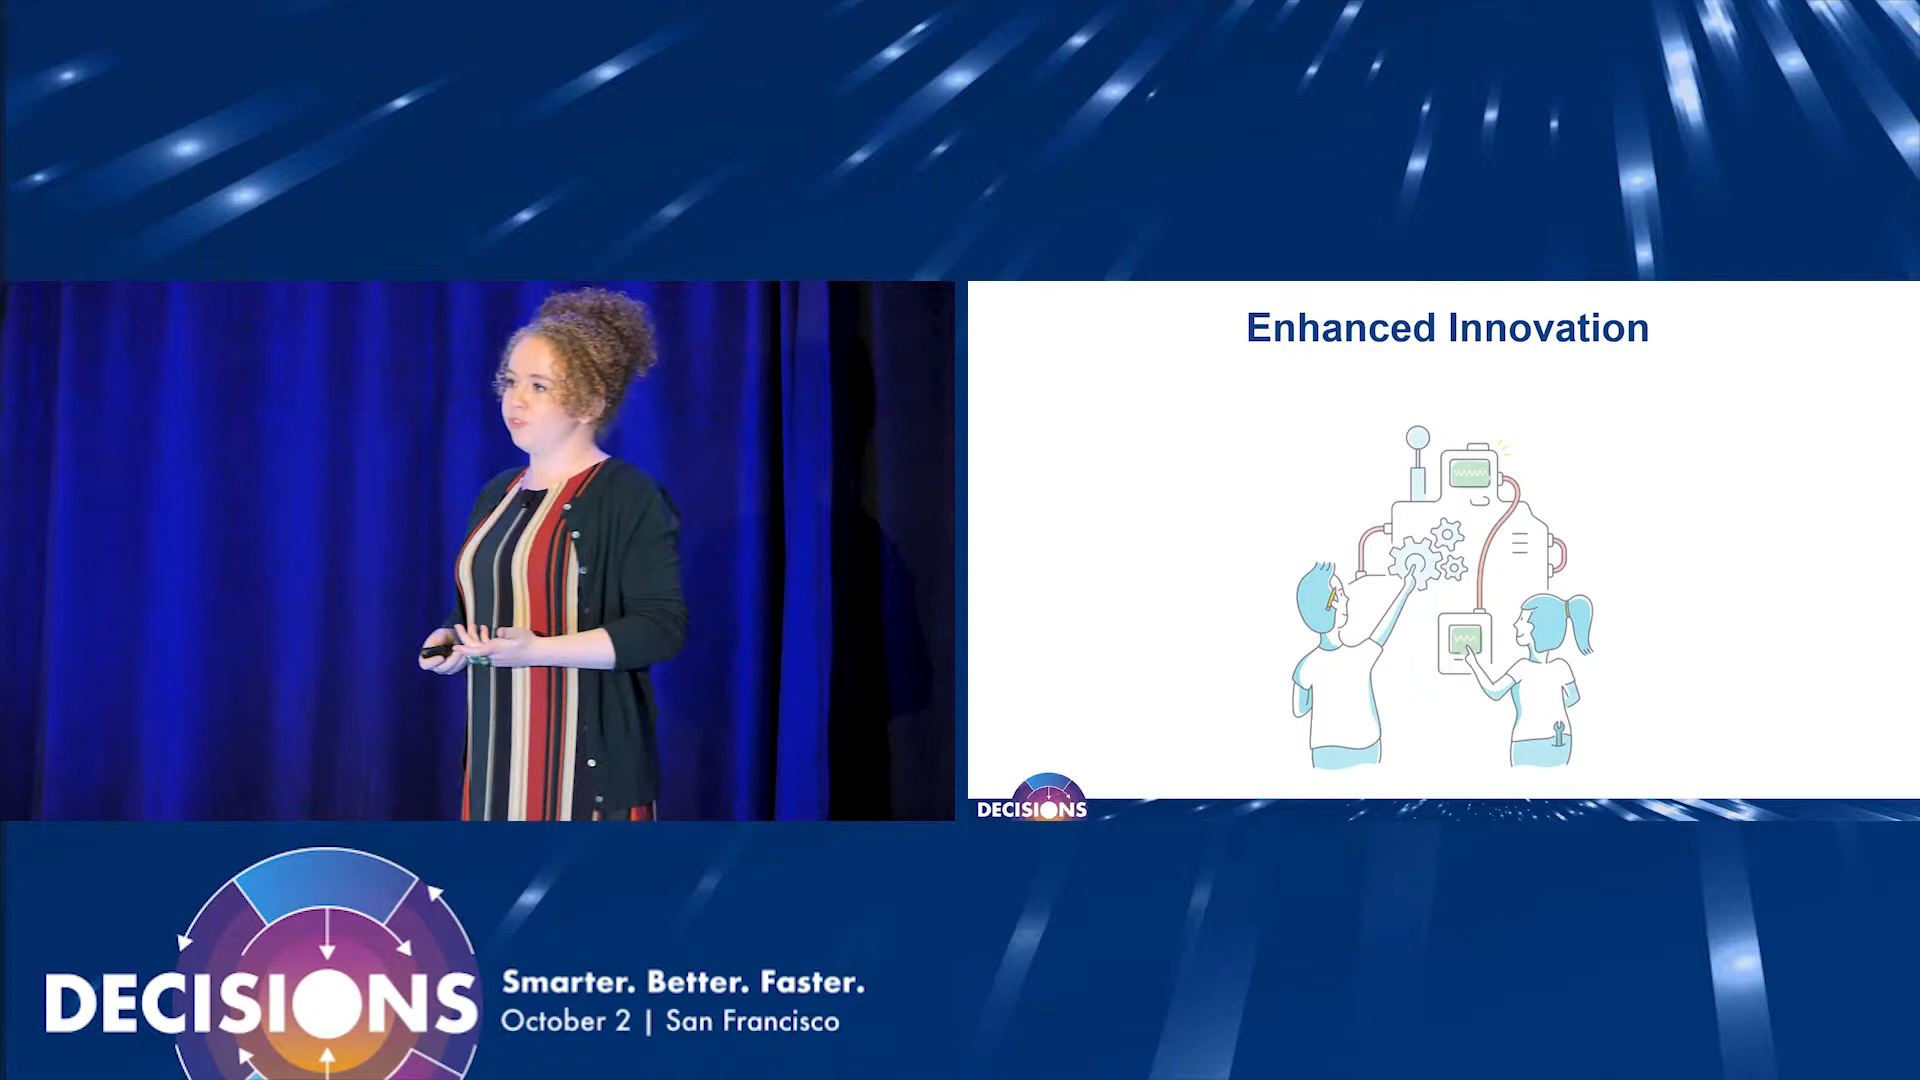 Enhanced Innovation
DECISIONS
DECISIONS
Smarter. Better. Faster.
October 2 | San Francisco